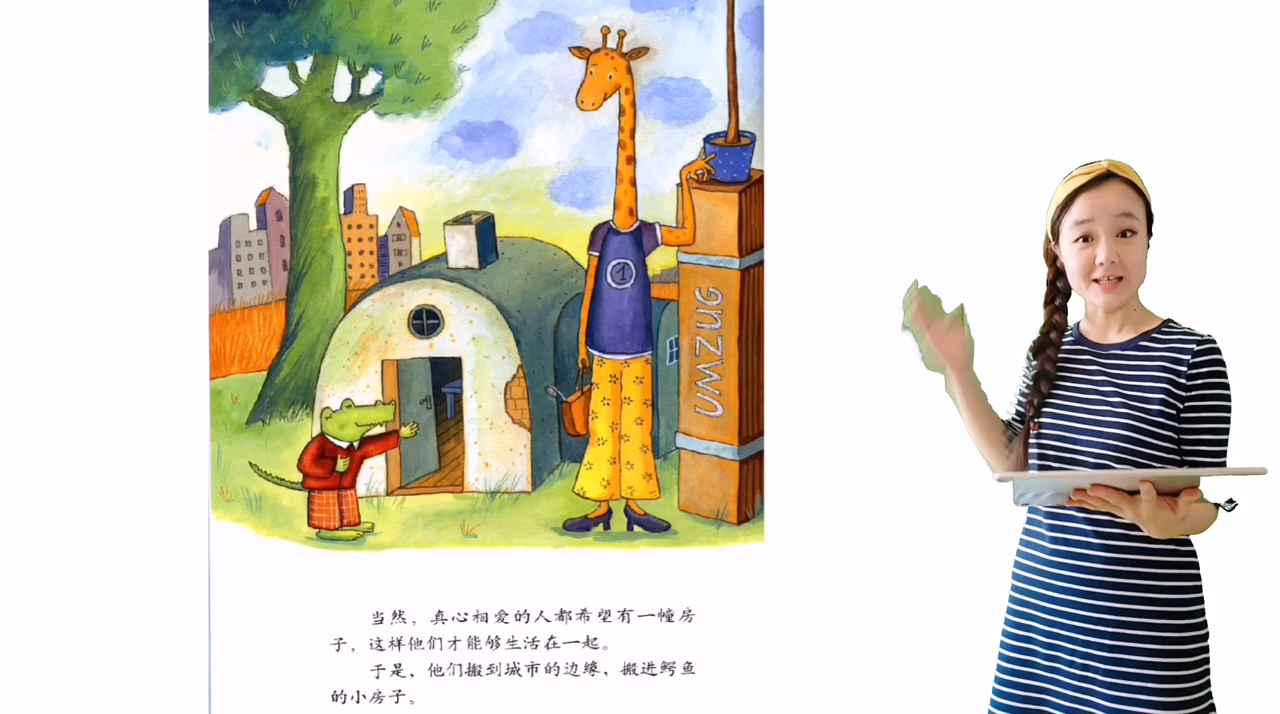 1
UMZUG
当然，真心相爱的人都希望有一幢房
子，这样他们才能够生活在一起。
于是，他们搬到城市的边缘，搬进鳄鱼
的小房子。